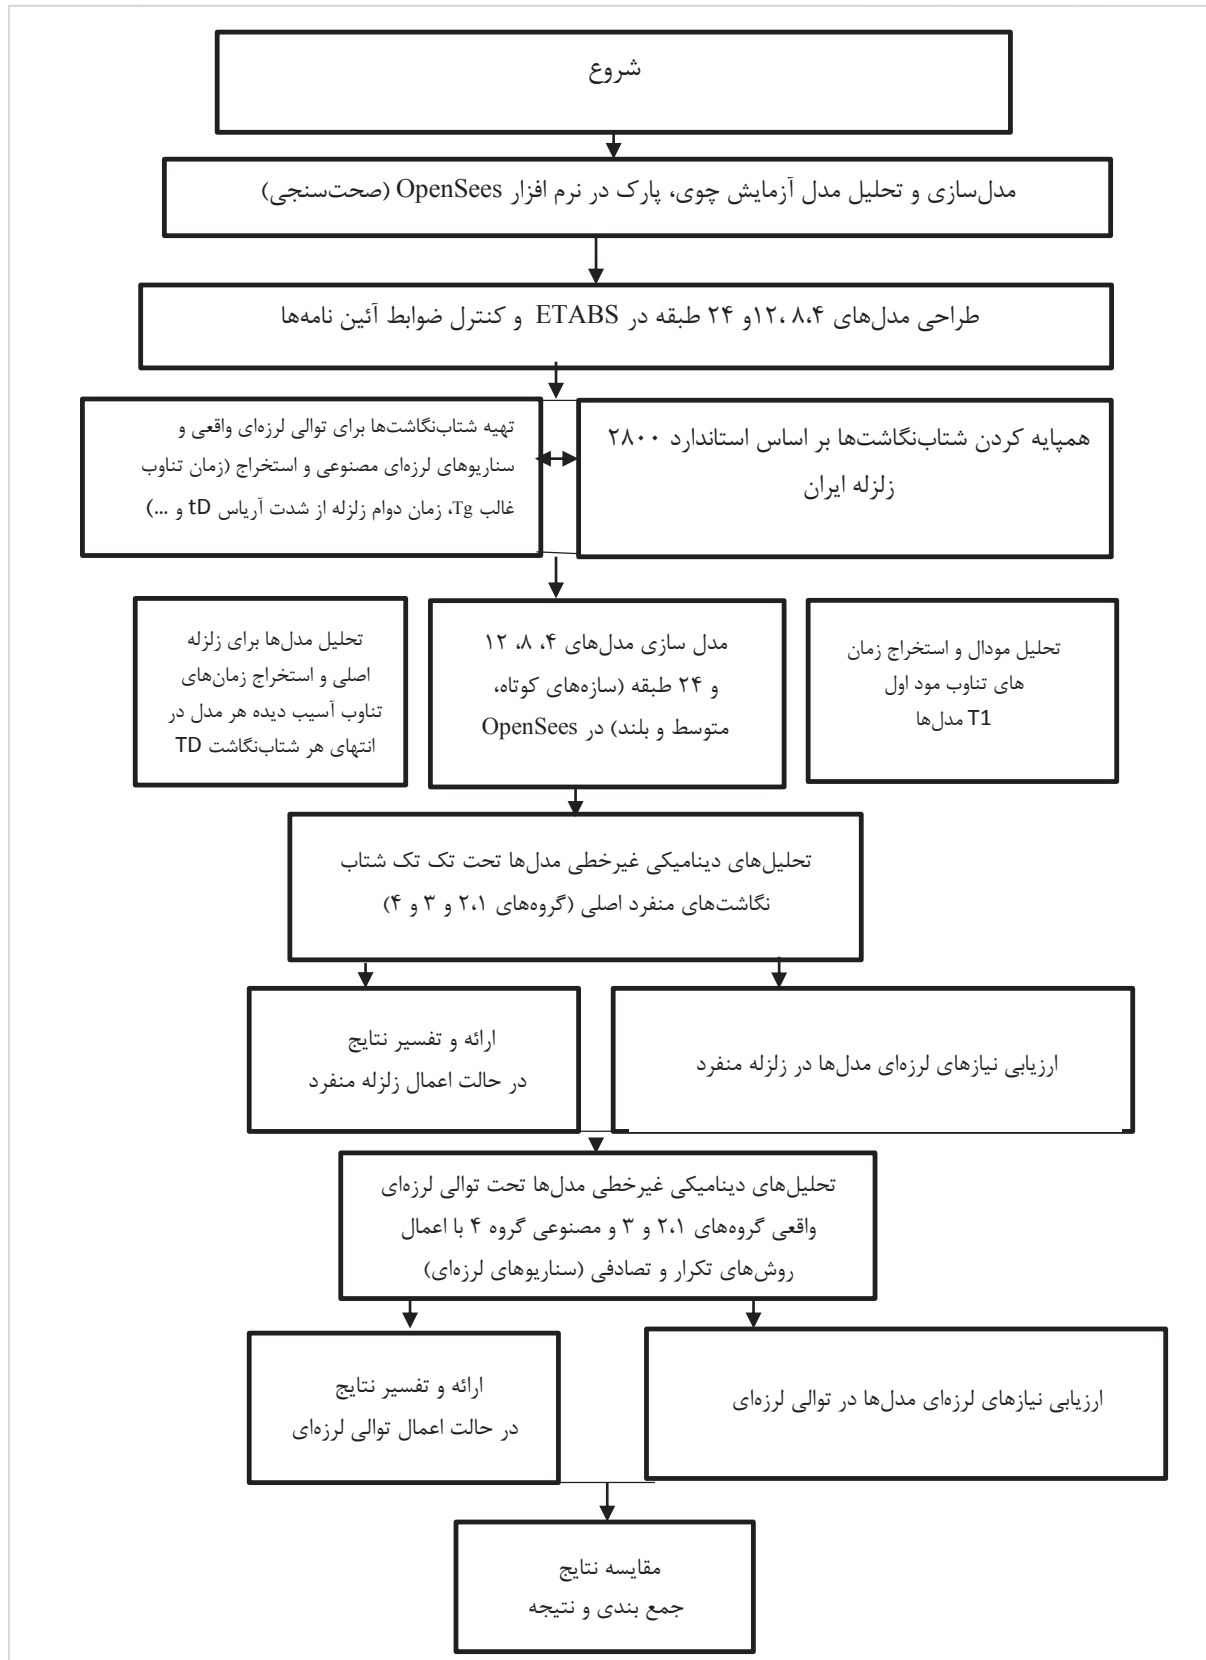 شروع
مدل‌سازی و تحلیل مدل آزمایش چوی، پارک در نرم افزار OpenSees (صحت‌سنجی)
طراحی مدل‌های ۴،۸ ،۱۲و ۲۴ طبقه در ETABS و کنترل ضوابط آئین نامه‌ها
همپایه کردن شتاب‌نگاشت‌ها بر اساس استاندارد ۲۸۰۰
زلزله ایران
تهیه شتاب‌نگاشت‌ها برای توالی لرزه‌ای واقعی و
سناریوهای لرزه‌ای مصنوعی و استخراج (زمان تناوب
غالب Tg، زمان دوام زلزله از شدت آریاس tD و ...)
تحلیل مودال و استخراج زمان
های تناوب مود اول
T1 مدل‌ها
مدل سازی مدل‌های ۴، ۸، ۱۲
و ۲۴ طبقه (سازه‌های کوتاه،
متوسط و بلند) در OpenSees
تحلیل مدل‌ها برای زلزله
اصلی و استخراج زمان‌های
تناوب آسیب دیده هر مدل در
انتهای هر شتاب‌نگاشت TD
تحلیل‌های دینامیکی غیرخطی مدل‌ها تحت تک تک شتاب
نگاشت‌های منفرد اصلی (گروه‌های ۲،۱ و ۳ و ۴)
ارزیابی نیازهای لرزه‌ای مدل‌ها در زلزله منفرد
ارائه و تفسیر نتایج
در حالت اعمال زلزله منفرد
تحلیل‌های دینامیکی غیرخطی مدل‌ها تحت توالی لرزه‌ای
واقعی گروه‌های ۲،۱ و ۳ و مصنوعی گروه ۴ با اعمال
روش‌های تکرار و تصادفی (سناریوهای لرزه‌ای)
ارزیابی نیازهای لرزه‌ای مدل‌ها در توالی لرزه‌ای
ارائه و تفسیر نتایج
در حالت اعمال توالی لرزه‌ای
مقایسه نتایج
جمع بندی و نتیجه